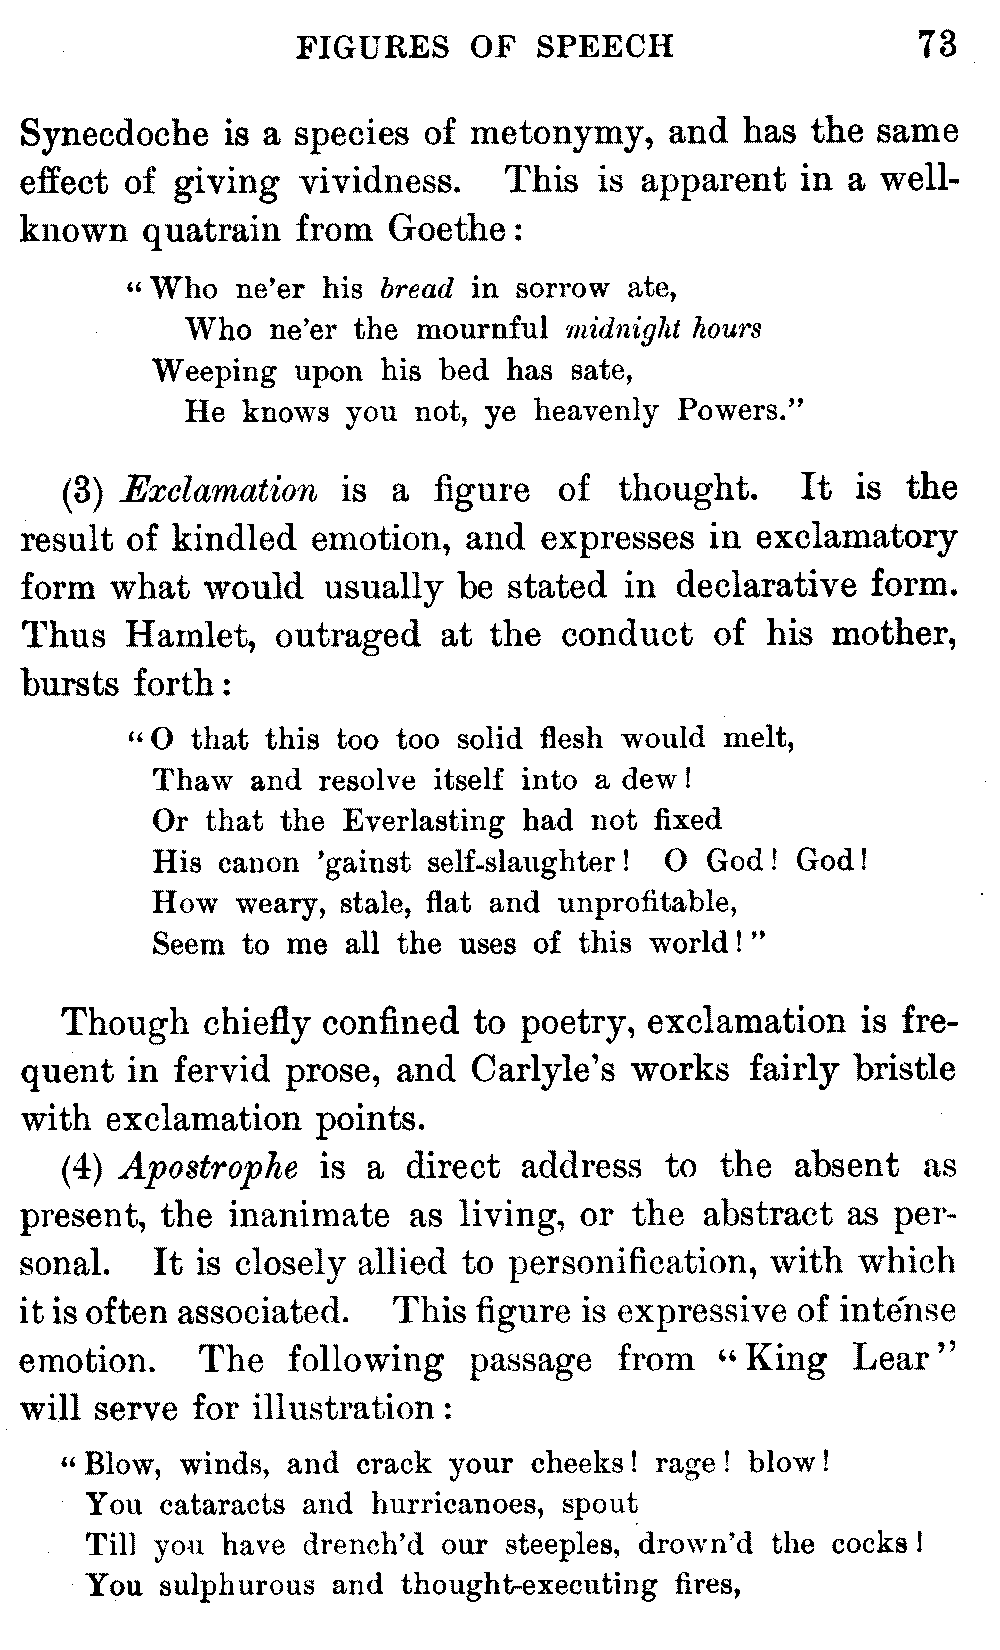 FIGURES OF SPEECH 73
Synecdoche is a species of metonymy, and has the same
effect of giving vividness. This is apparent in a well-
known quatrain from Goethe:
“Who ne’er his bread in sorrow ate,
Who ne’er the mournful midnight hours
Weeping upon his bed has sate,
He knows you not, ye heavenly Powers.”
(3) Exclamation is a figure of thought. It is the
result of kindled emotion, and expresses in exclamatory
form what would usually be stated in declarative form.
Thus Hamlet, outraged at the conduct of his mother,
bursts forth:
“O that this too too solid flesh would melt,
Thaw and resolve itself into a dew!
Or that the Everlasting had not fixed
His canon ’gainst self-slaughter! O God! God!
How weary, stale, flat and unprofitable,
Seem to me all the uses of this world!”
Though chiefly confined to poetry, exclamation is fre-
quent in fervid prose, and Carlyle’s works fairly bristle
with exclamation points.
(4) Apostrophe is a direct address to the absent as
present, the inanimate as living, or the abstract as per-
sonal. It is closely allied to personification, with which
it is often associated. This figure is expressive of intense
emotion. The following passage from “King Lear”
will serve for illustration:
“Blow, winds, and crack your cheeks! rage! blow!
You cataracts and hurricanoes, spout
Till you have drench’d our steeples, drown’d the cocks!
You sulphurous and thought-executing fires,